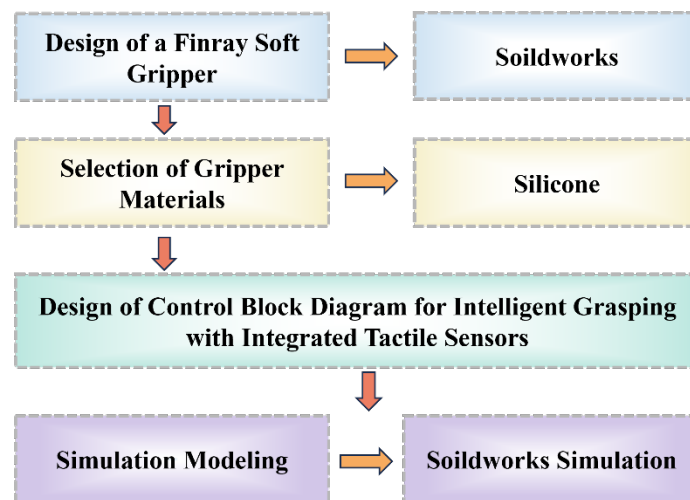 Design of a Finray Soft
Gripper
Soildworks
Selection of Gripper
Materials
Silicone
Design of Control Block Diagram for Intelligent Grasping
with Integrated Tactile Sensors
Simulation Modeling
Soildworks Simulation